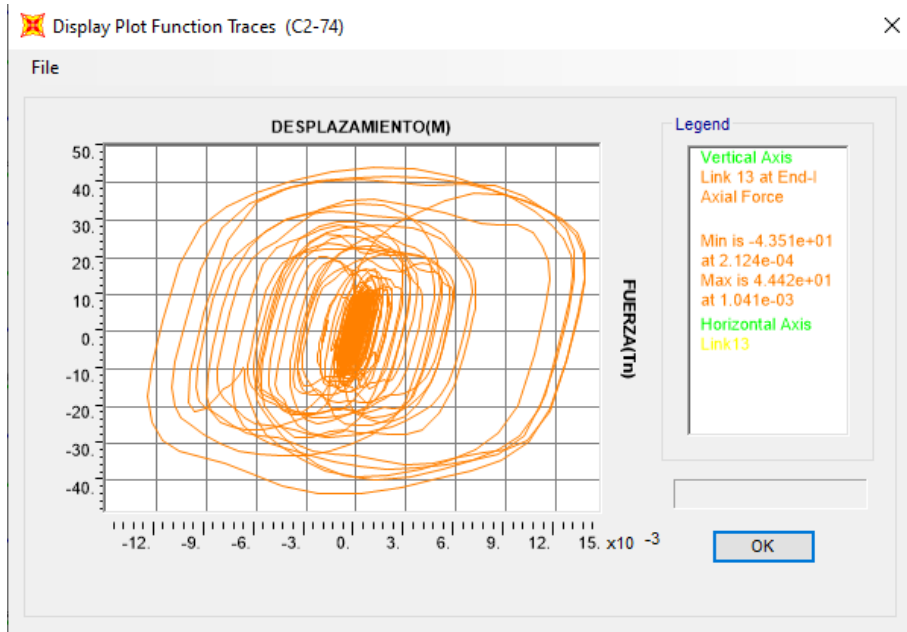 Display Plot Function Traces (C2-74)
File
DESPLAZAMIENTO(M)
50.
40.
30.
20.
10.
0.
-10.
-20.
-30.
-40.
-12. -9. -6. -3. 0. 3. 6. 9. 12. 15. x10 -3
FUERZA(Tn)
Legend
Vertical Axis
Link 13 at End-I
Axial Force
Min is -4.351e+01
at 2.124e-04
Max is 4.442e+01
at 1.041e-03
Horizontal Axis
Link13
OK